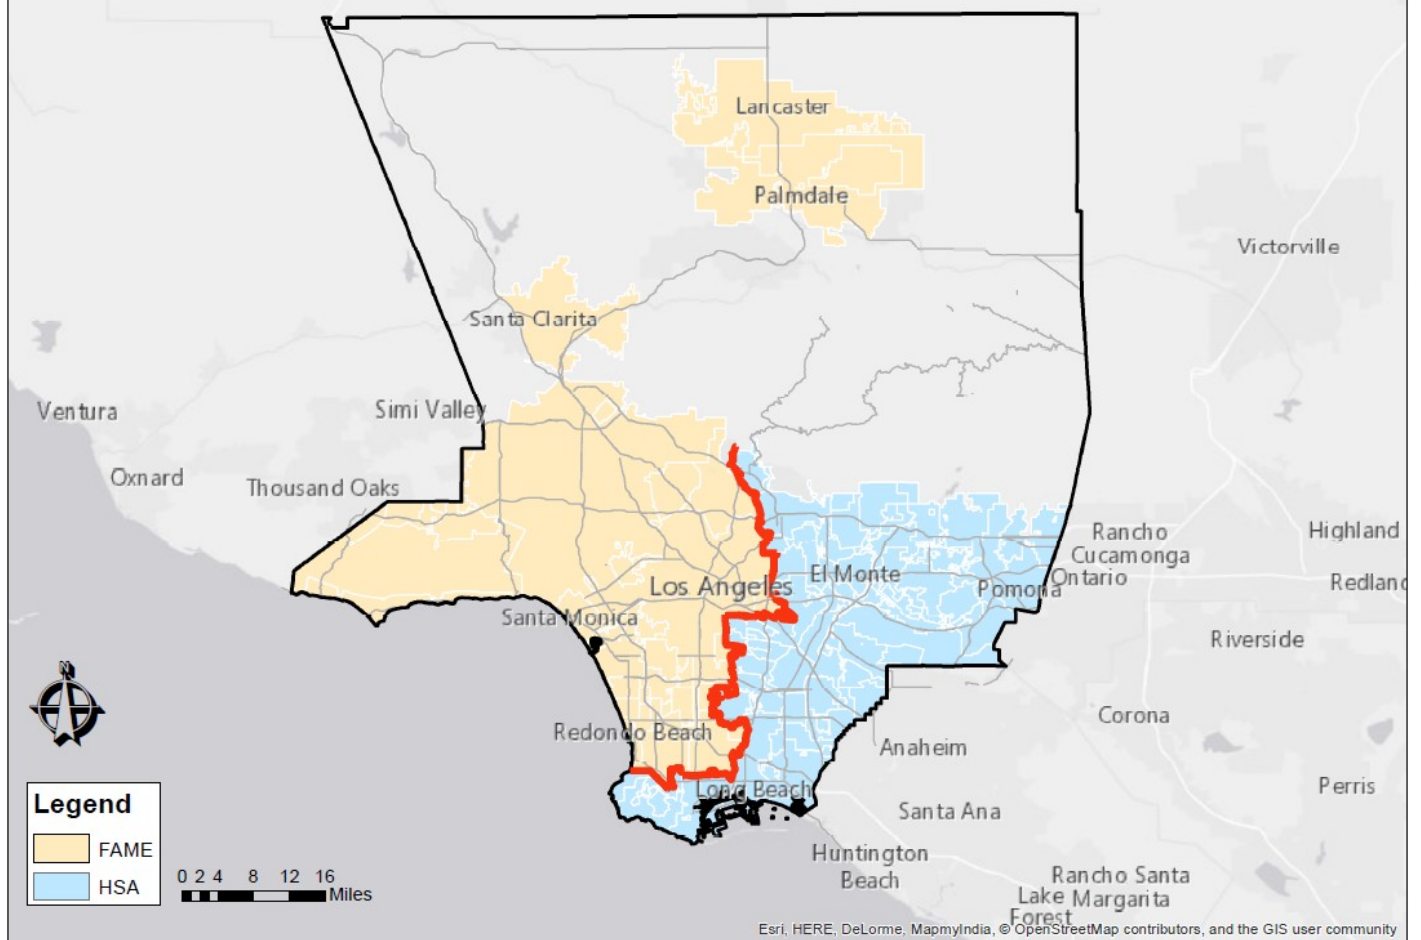 Lancaster
Palmdale
Victorville
Santa Clarita
Ventura
Simi Valley
Oxnard
Thousand Oaks
Rancho
Cucamonga
Highland
Los Angeles
El Monte
Pomona
Ontario
Redland
Santa Monica
Riverside
N
Redondo Beach
Corona
Anaheim
Long Beach
Perris
Legend
FAME
HSA
0 2 4 8 12 16
Miles
Santa Ana
Huntington
Beach
Rancho Santa
Margarita
Lake
Forest
Esri, HERE, DeLorme, MapmyIndia, © OpenStreetMap contributors, and the GIS user community